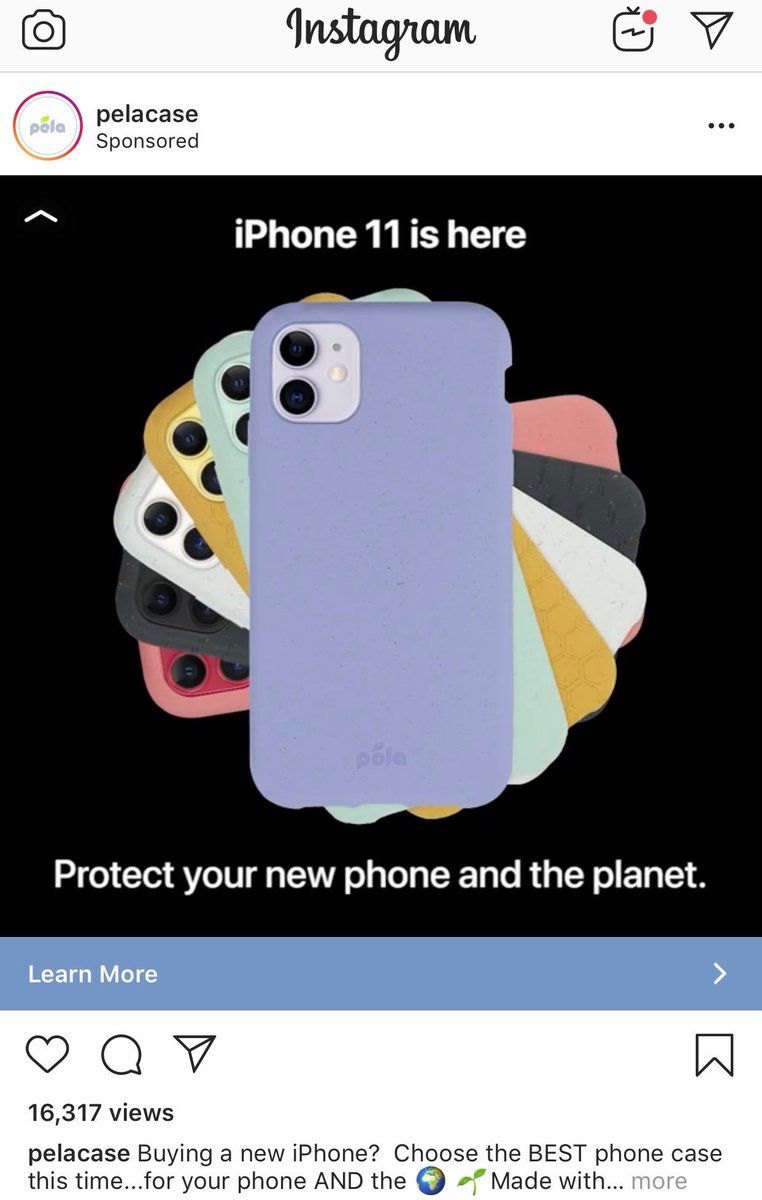 Instagram
pela
pelacase
Sponsored
iPhone 11 is here
pela
Protect your new phone and the planet.
Learn More
16,317 views
pelacase Buying a new iPhone?  Choose the BEST phone case
this time...for your phone AND the 🌍 🌱 Made with... more